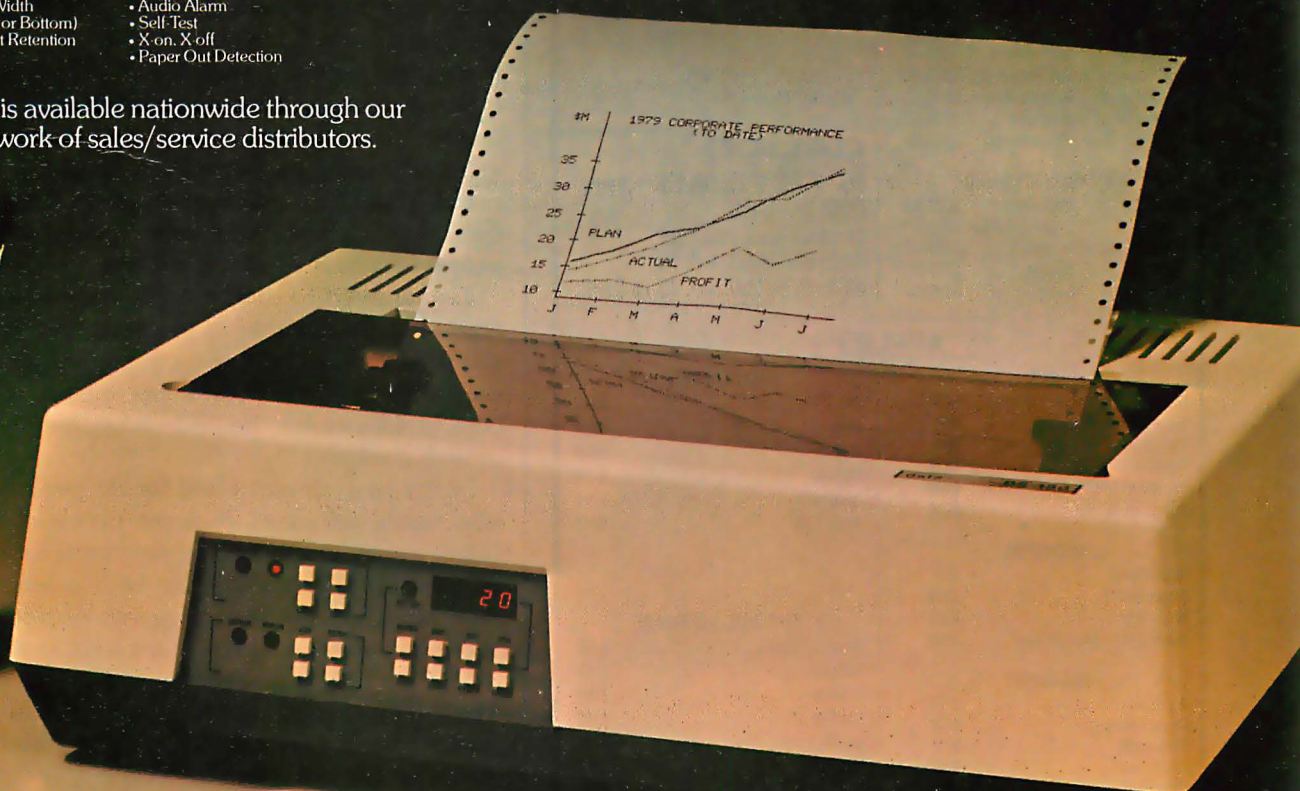 Width
or Bottom)
t Retention
• Audio Alarm
• Self-Test
• X-on, X-off
• Paper Out Detection
is available nationwide through our
work of sales/service distributors.
$M
1979 CORPORATE PERFORMANCE
(TO DATE)
35
30
25
20
15
10
PLAN
ACTUAL
PROFIT
J F M A M J J
20